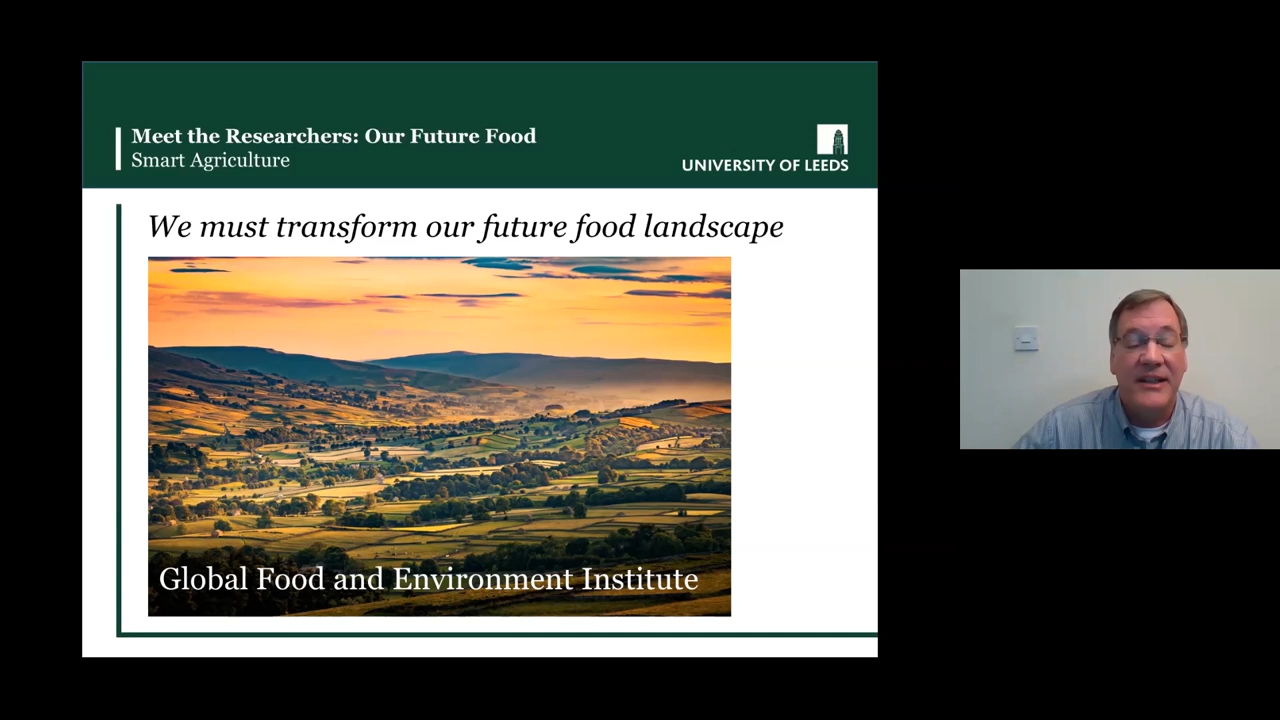 Meet the Researchers: Our Future Food
Smart Agriculture
UNIVERSITY OF LEEDS
We must transform our future food landscape
Global Food and Environment Institute